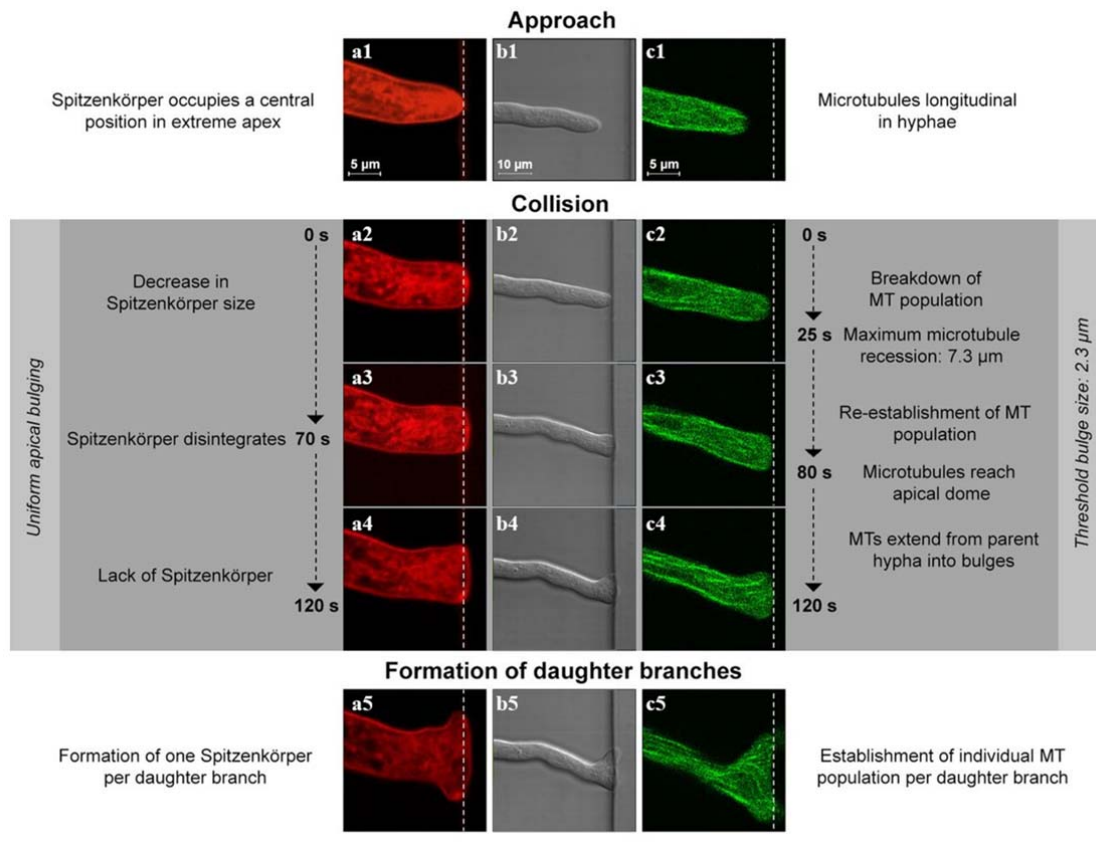 Approach
a1
b1
c1
Spitzenkörper occupies a central
position in extreme apex
5 µm
10 µm
5 µm
Microtubules longitudinal
in hyphae
Collision
Uniform apical bulging
0 s
Decrease in
Spitzenkörper size
Spitzenkörper disintegrates
70 s
Lack of Spitzenkörper
120 s
a2
b2
c2
a3
b3
c3
a4
b4
c4
0 s
Breakdown of
MT population
25 s
Maximum microtubule
recession: 7.3 µm
Re-establishment of MT
population
80 s
Microtubules reach
apical dome
MTs extend from parent
hypha into bulges
120 s
Threshold bulge size: 2.3 µm
Formation of daughter branches
a5
b5
c5
Formation of one Spitzenkörper
per daughter branch
Establishment of individual MT
population per daughter branch